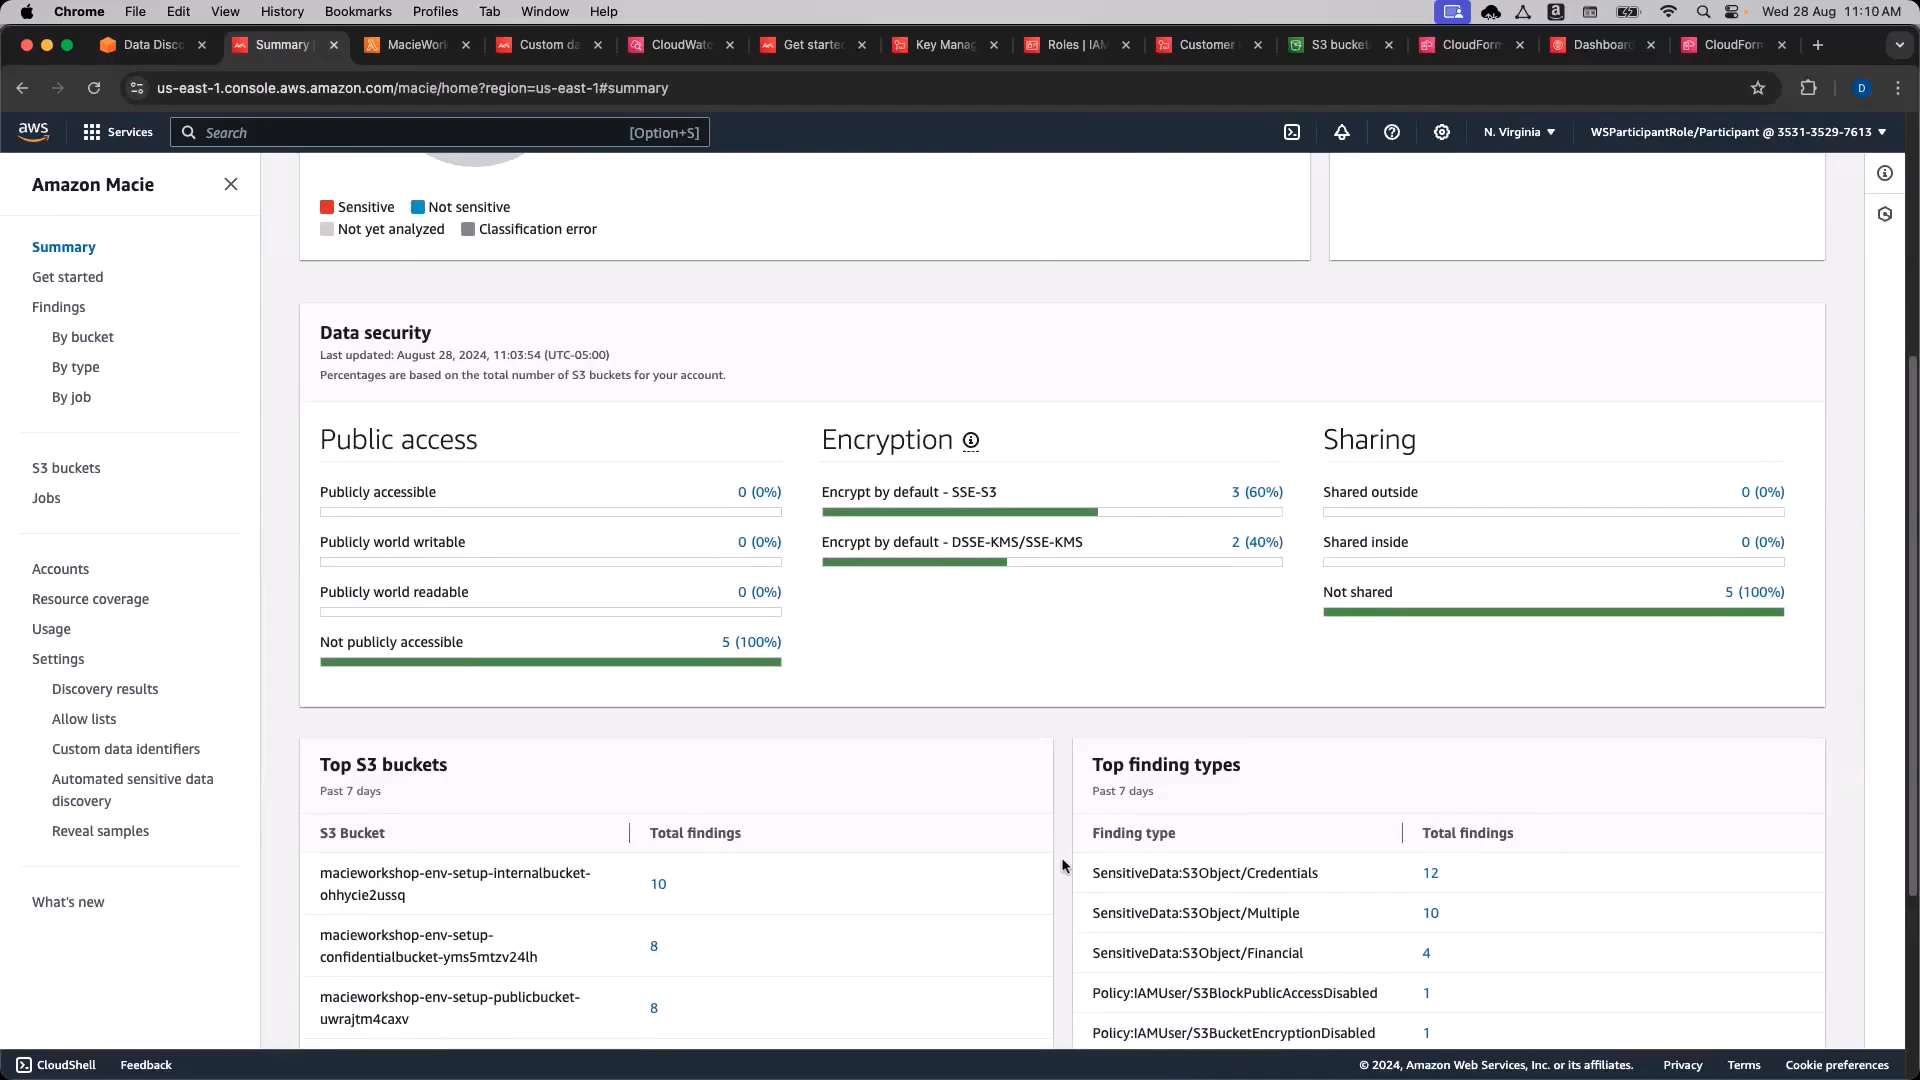 Chrome File Edit View History Bookmarks Profiles Tab Window Help Wed 28 Aug 11:10 AM
Data Disco Summary | MacieWork Custom da CloudWat Get starte Key Manag Roles | IAM Customer S3 bucket CloudForm Dashboard CloudForm
us-east-1.console.aws.amazon.com/macie/home?region=us-east-1#summary D
aws Services Search [Option+S] N. Virginia WSParticipantRole/Participant @ 3531-3529-7613
Amazon Macie
Summary
Get started
Findings
By bucket
By type
By job
S3 buckets
Jobs
Accounts
Resource coverage
Usage
Settings
Discovery results
Allow lists
Custom data identifiers
Automated sensitive data
discovery
Reveal samples
What's new
Sensitive Not sensitive
Not yet analyzed Classification error
Data security
Last updated: August 28, 2024, 11:03:54 (UTC-05:00)
Percentages are based on the total number of S3 buckets for your account.
Public access
Publicly accessible 0 (0%)
Publicly world writable 0 (0%)
Publicly world readable 0 (0%)
Not publicly accessible 5 (100%)
Encryption
Encrypt by default - SSE-S3 3 (60%)
Encrypt by default - DSSE-KMS/SSE-KMS 2 (40%)
Sharing
Shared outside 0 (0%)
Shared inside 0 (0%)
Not shared 5 (100%)
Top S3 buckets
Past 7 days
S3 Bucket Total findings
macieworkshop-env-setup-internalbucket-
ohhycie2ussq 10
macieworkshop-env-setup-
confidentialbucket-yms5mtzv24lh 8
macieworkshop-env-setup-publicbucket-
uwrajtm4caxv 8
Top finding types
Past 7 days
Finding type Total findings
SensitiveData:S3Object/Credentials 12
SensitiveData:S3Object/Multiple 10
SensitiveData:S3Object/Financial 4
Policy:IAMUser/S3BlockPublicAccessDisabled 1
Policy:IAMUser/S3BucketEncryptionDisabled 1
CloudShell Feedback © 2024, Amazon Web Services, Inc. or its affiliates. Privacy Terms Cookie preferences